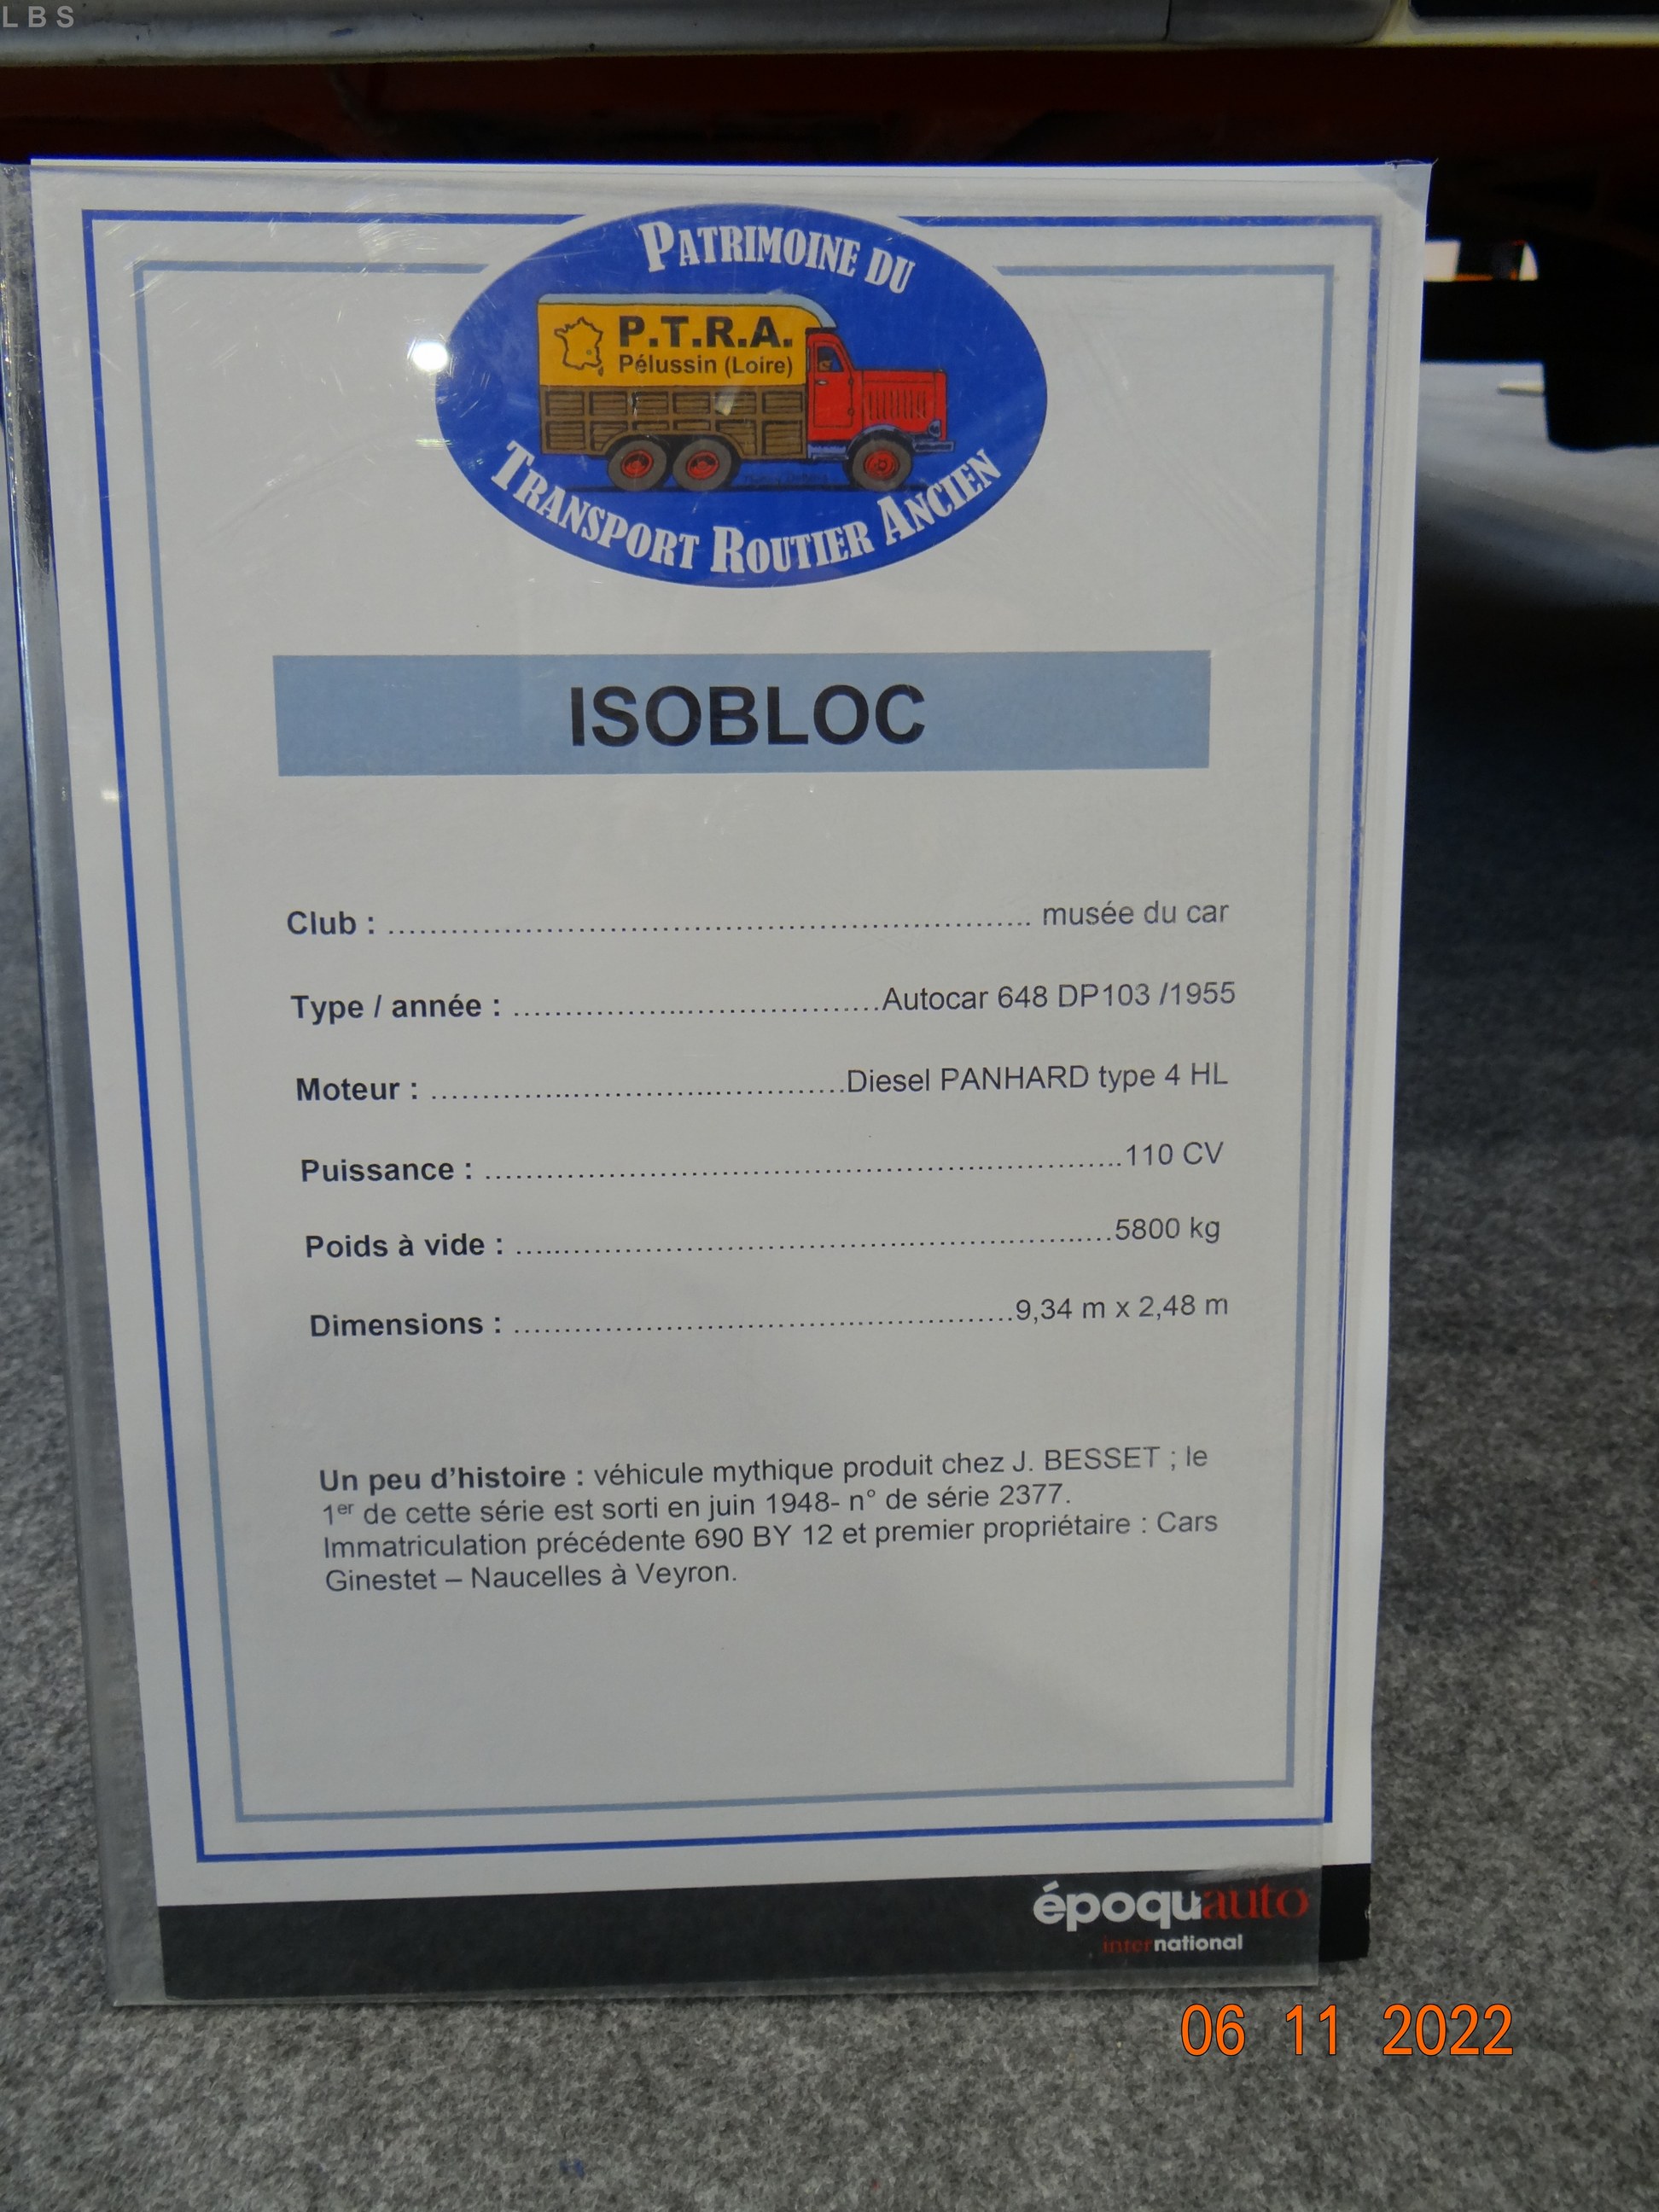 LBS
PATRIMOINE DU
P.T.R.A.
Pélussin (Loire)
TRANSPORT ROUTIER ANCIEN
ISOBLOC
Club : ........................................................... musée du car
Type / année : ...................................Autocar 648 DP103 /1955
Moteur : .......................................Diesel PANHARD type 4 HL
Puissance : .............................................................110 CV
Poids à vide : .........................................................5800 kg
Dimensions : ................................................9,34 m x 2,48 m
Un peu d'histoire : véhicule mythique produit chez J. BESSET ; le
1er de cette série est sorti en juin 1948- n° de série 2377.
Immatriculation précédente 690 BY 12 et premier propriétaire : Cars
Ginestet – Naucelles à Veyron.
époquauto
international
06 11 2022